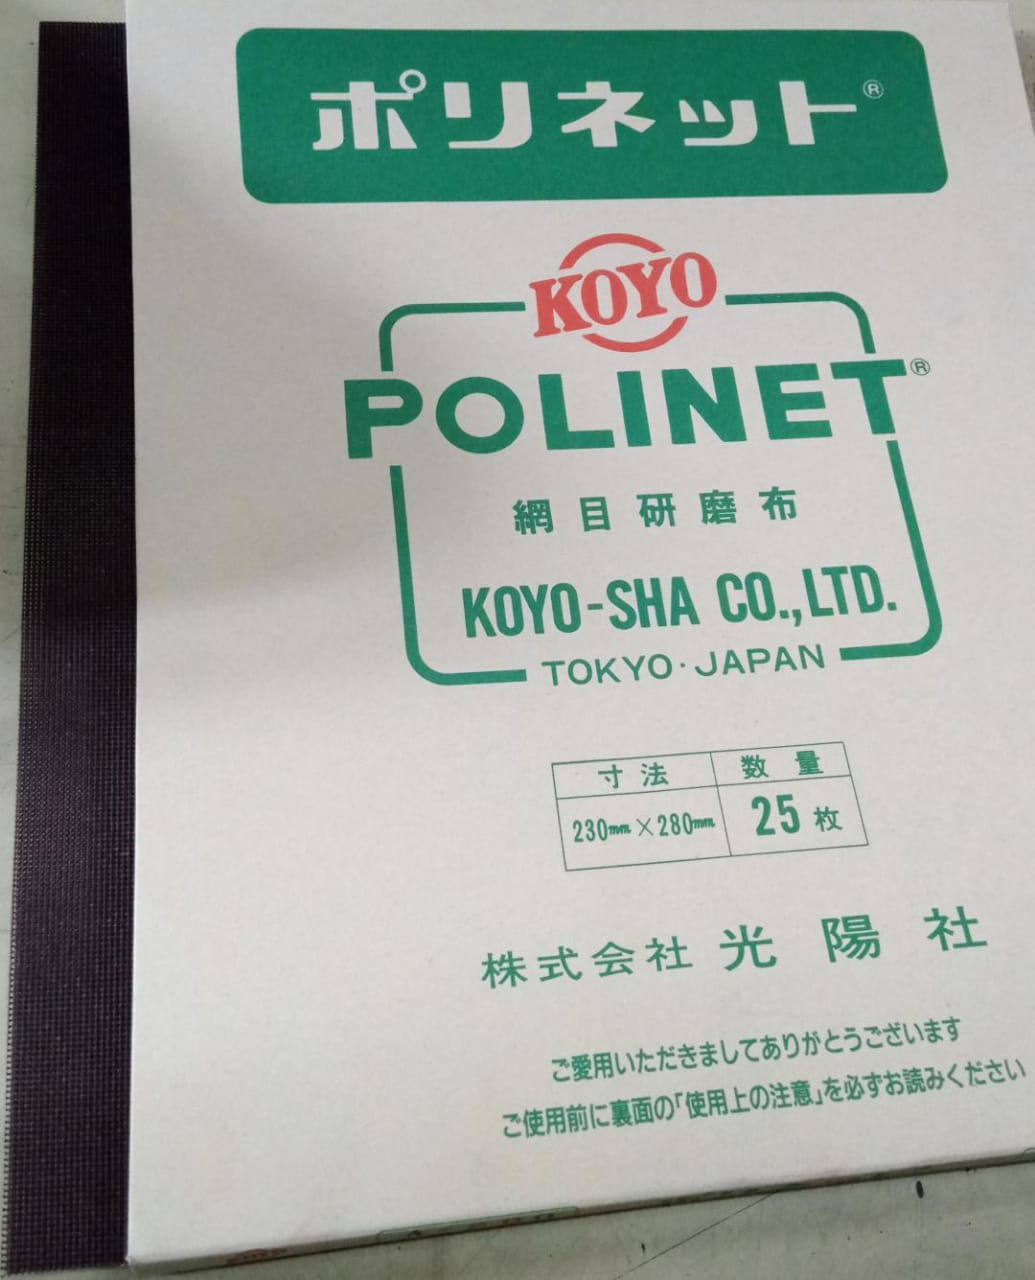 ポリネット®
KOYO
POLINET®
網目研磨布
KOYO-SHA CO.,LTD.
TOKYO・JAPAN
寸法 数量
230mm×280mm 25枚
株式会社 光陽社
ご愛用いただきましてありがとうございます
ご使用前に裏面の「使用上の注意」を必ずお読みください